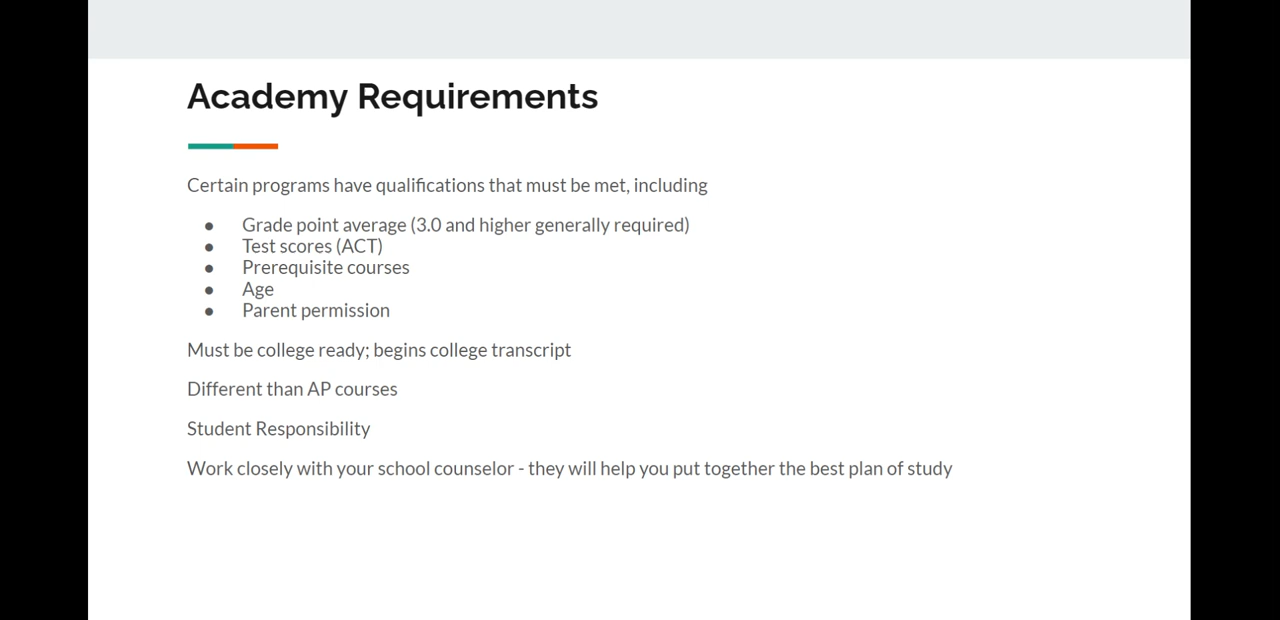 Academy Requirements
Certain programs have qualifications that must be met, including
● Grade point average (3.0 and higher generally required)
● Test scores (ACT)
● Prerequisite courses
● Age
● Parent permission
Must be college ready; begins college transcript
Different than AP courses
Student Responsibility
Work closely with your school counselor - they will help you put together the best plan of study